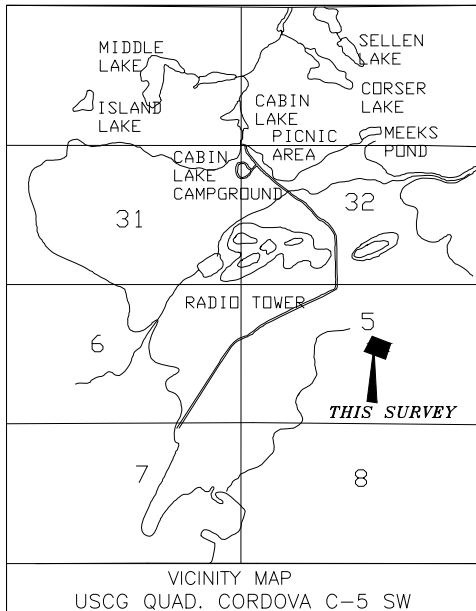 MIDDLE
LAKE
SELLEN
LAKE
ISLAND
LAKE
CABIN
LAKE
CORSER
LAKE
PICNIC
AREA
MEEKS
POND
CABIN
LAKE
CAMPGROUND
31
32
RADIO TOWER
5
6
THIS SURVEY
7
8
VICINITY MAP
USCG QUAD. CORDOVA C-5 SW